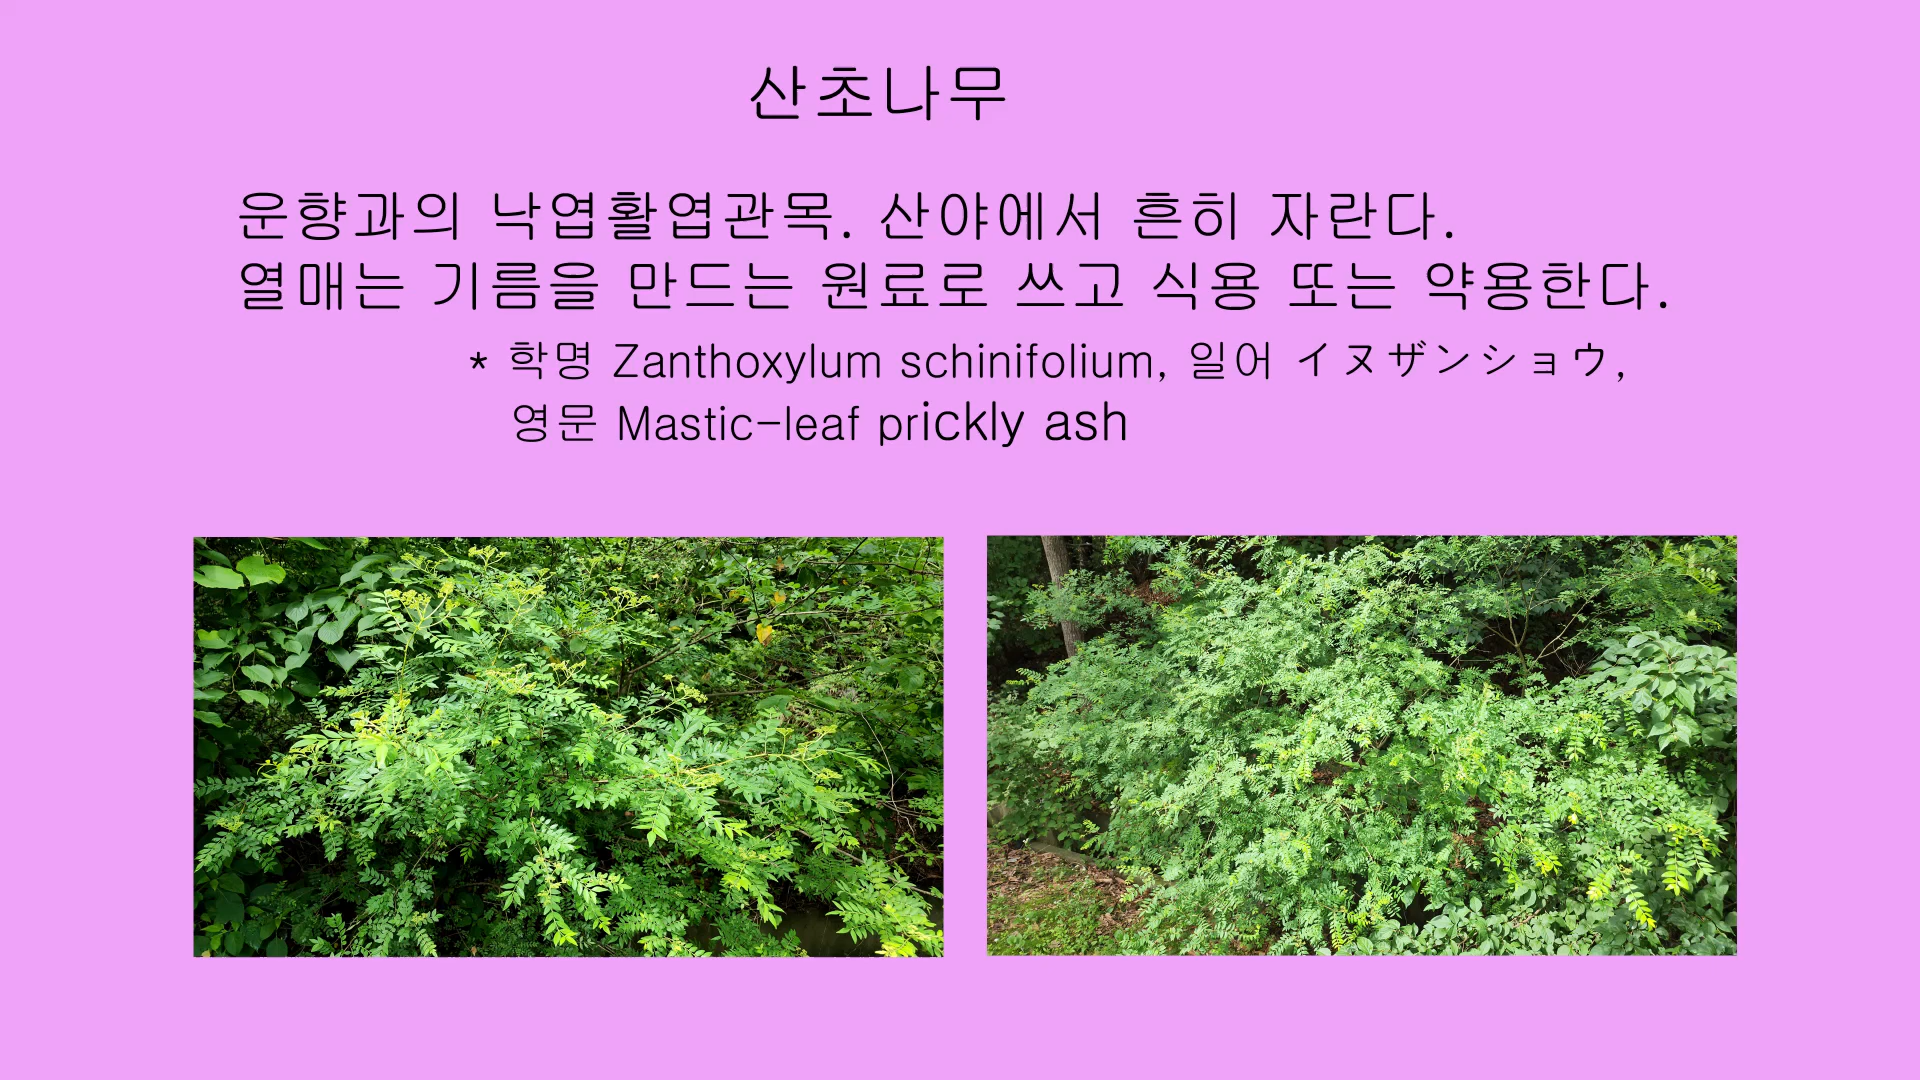 산초나무
운향과의 낙엽활엽관목. 산야에서 흔히 자란다.
열매는 기름을 만드는 원료로 쓰고 식용 또는 약용한다.
* 학명 Zanthoxylum schinifolium, 일어 イヌザンショウ,
영문 Mastic-leaf prickly ash